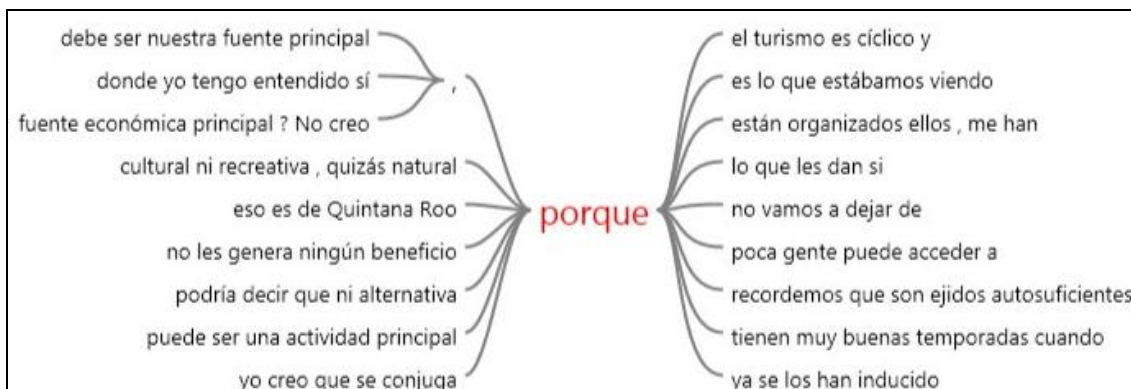 debe ser nuestra fuente principal
donde yo tengo entendido sí
,
fuente económica principal ? No creo
cultural ni recreativa , quizás natural
eso es de Quintana Roo
no les genera ningún beneficio
podría decir que ni alternativa
puede ser una actividad principal
yo creo que se conjuga
porque
el turismo es cíclico y
es lo que estábamos viendo
están organizados ellos , me han
lo que les dan si
no vamos a dejar de
poca gente puede acceder a
recordemos que son ejidos autosuficientes
tienen muy buenas temporadas cuando
ya se los han inducido